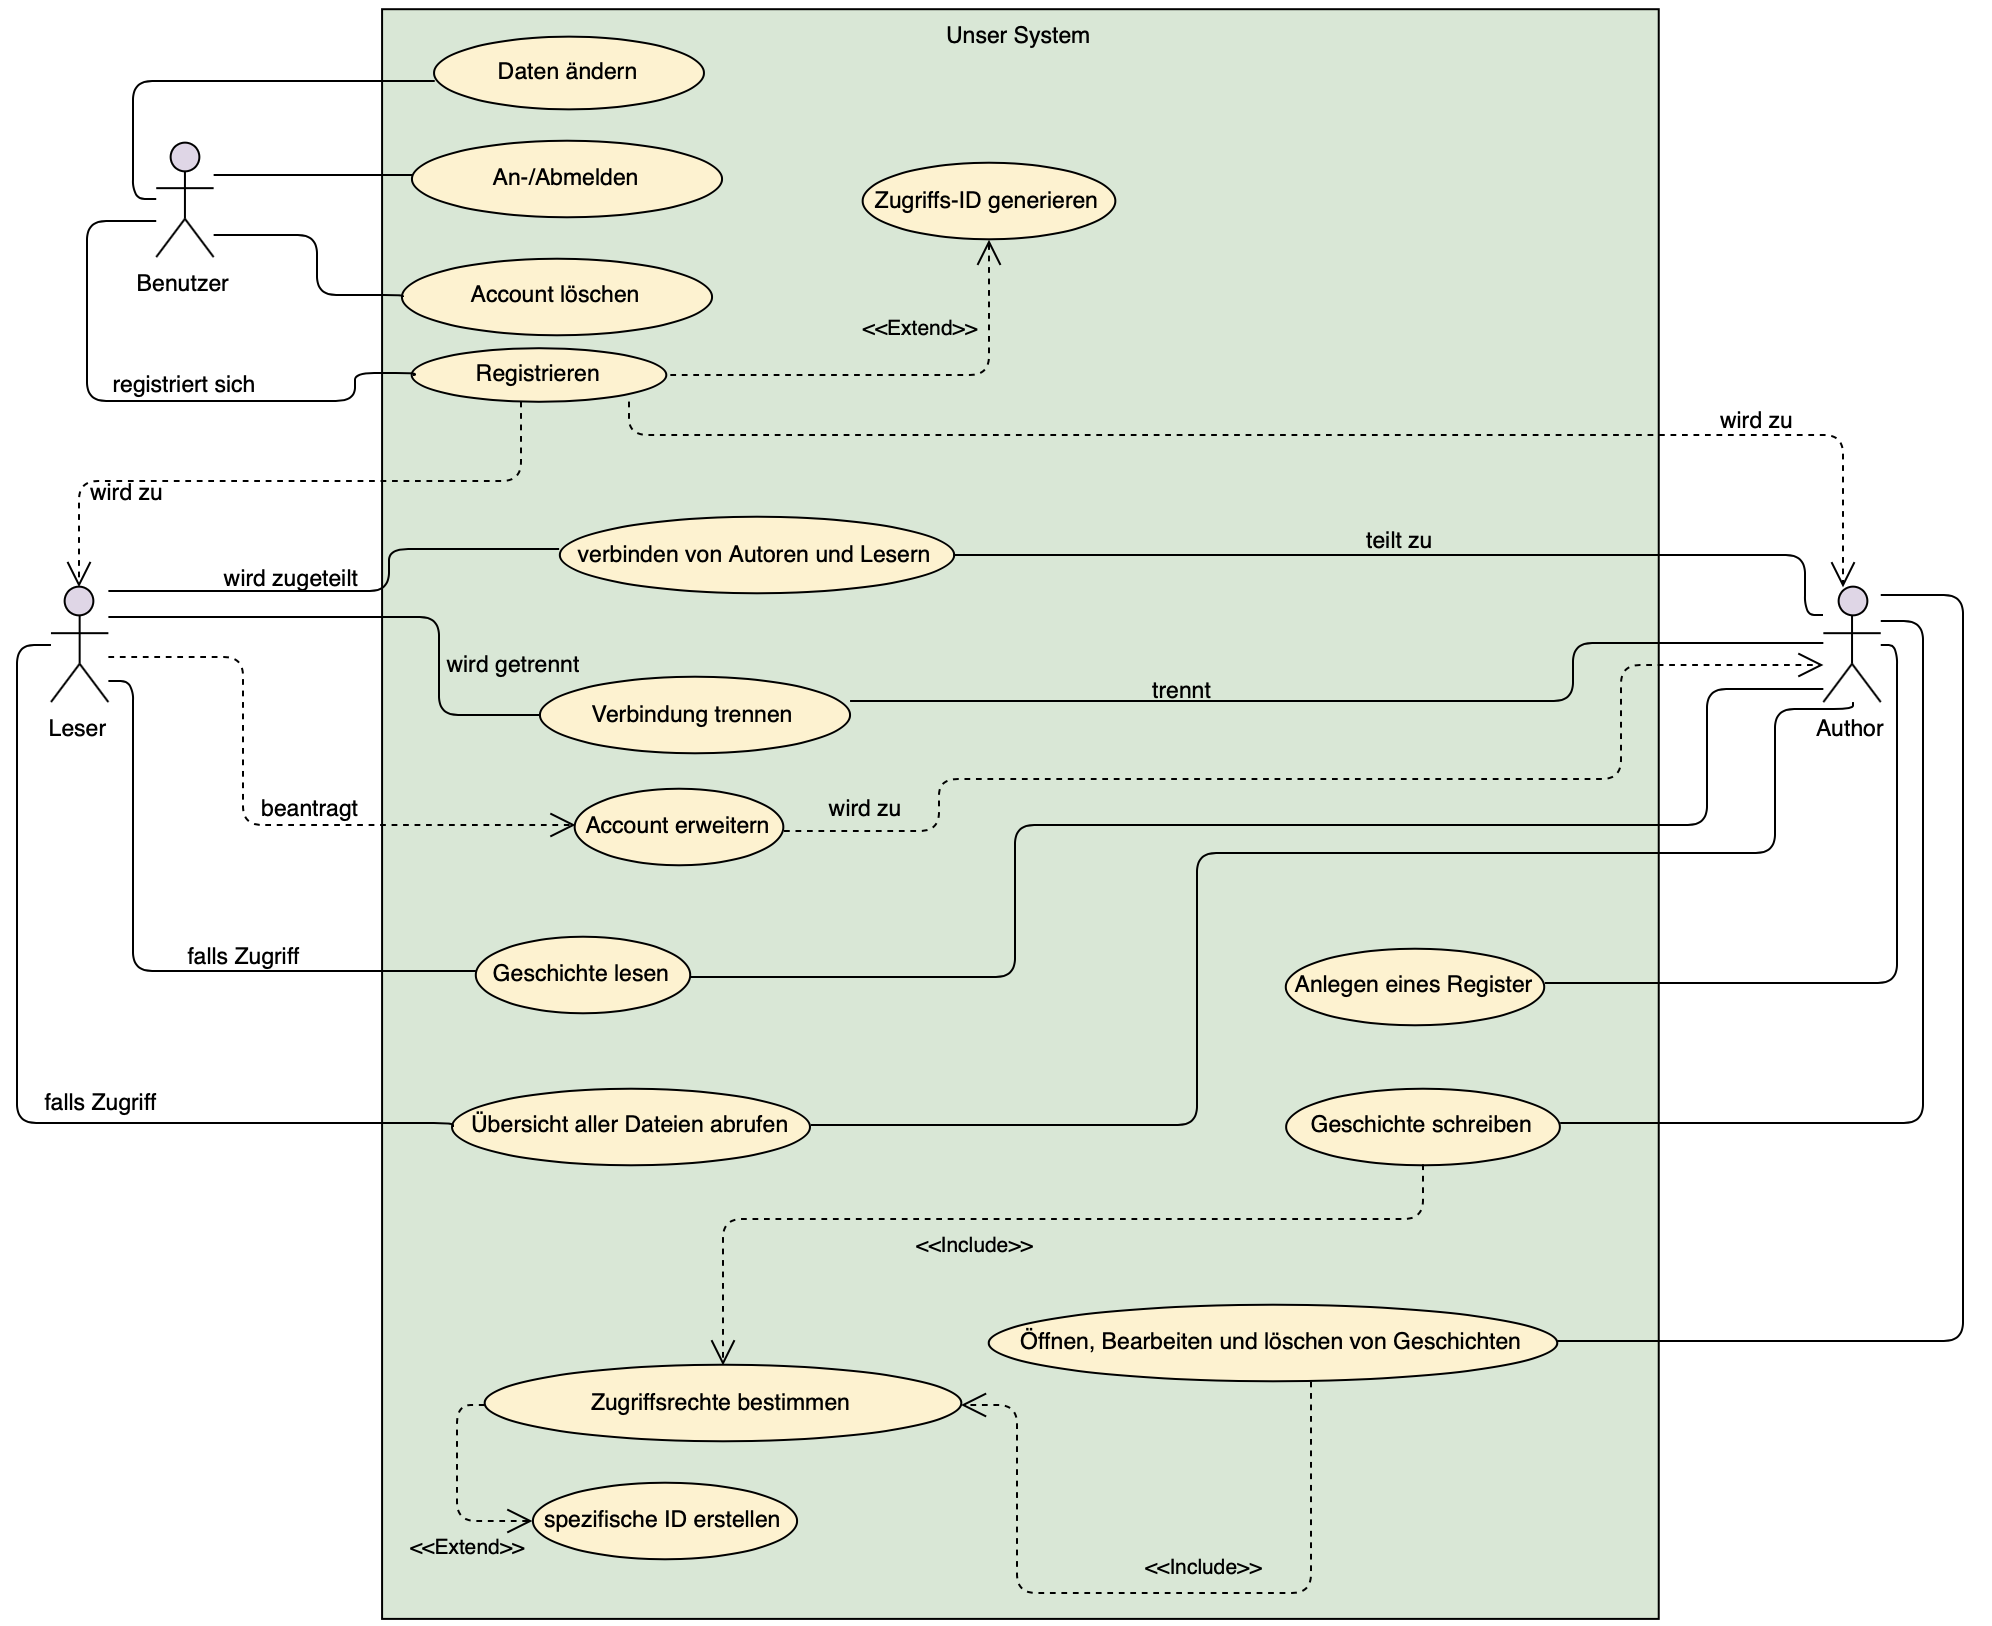 Unser System
Daten ändern
An-/Abmelden
Zugriffs-ID generieren
Benutzer
Account löschen
<<Extend>>
registriert sich
Registrieren
wird zu
wird zu
verbinden von Autoren und Lesern
teilt zu
wird zugeteilt
wird getrennt
trennt
Verbindung trennen
Leser
Author
beantragt
Account erweitern
wird zu
falls Zugriff
Geschichte lesen
Anlegen eines Register
falls Zugriff
Übersicht aller Dateien abrufen
Geschichte schreiben
<<Include>>
Öffnen, Bearbeiten und löschen von Geschichten
Zugriffsrechte bestimmen
spezifische ID erstellen
<<Extend>>
<<Include>>